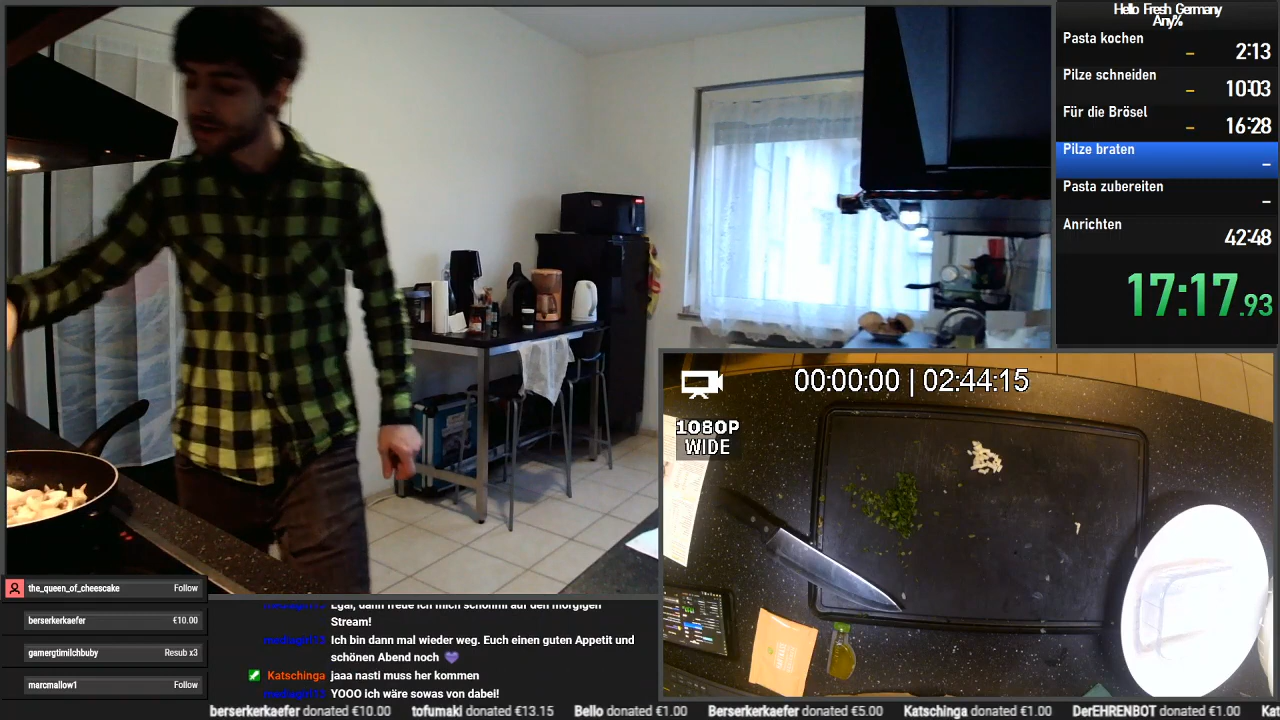 Hello Fresh Germany
Any%
Pasta kochen
– 2:13
Pilze schneiden
– 10:03
Für die Brösel
– 16:28
Pilze braten
–
Pasta zubereiten
–
Anrichten
42:48
17:17.93
00:00:00 | 02:44:15
1080P
WIDE
the_queen_of_cheescake Follow
berserkerkaefer €10.00
gamergtimilchbuby Resub x3
marcmallow1 Follow
Egal, dann freue ich mich schonmal auf den morgigen
Stream!
Ich bin dann mal wieder weg. Euch einen guten Appetit und
schönen Abend noch 💜
Katschinga jaaa nasti muss her kommen
YOOO ich wäre sowas von dabei!
berserkerkaefer donated €10.00 tofumaki donated €13.15 Bello donated €1.00 Berserkerkaefer donated €5.00 Katschinga donated €1.00 DerEHRENBOT donated €1.00 Kat